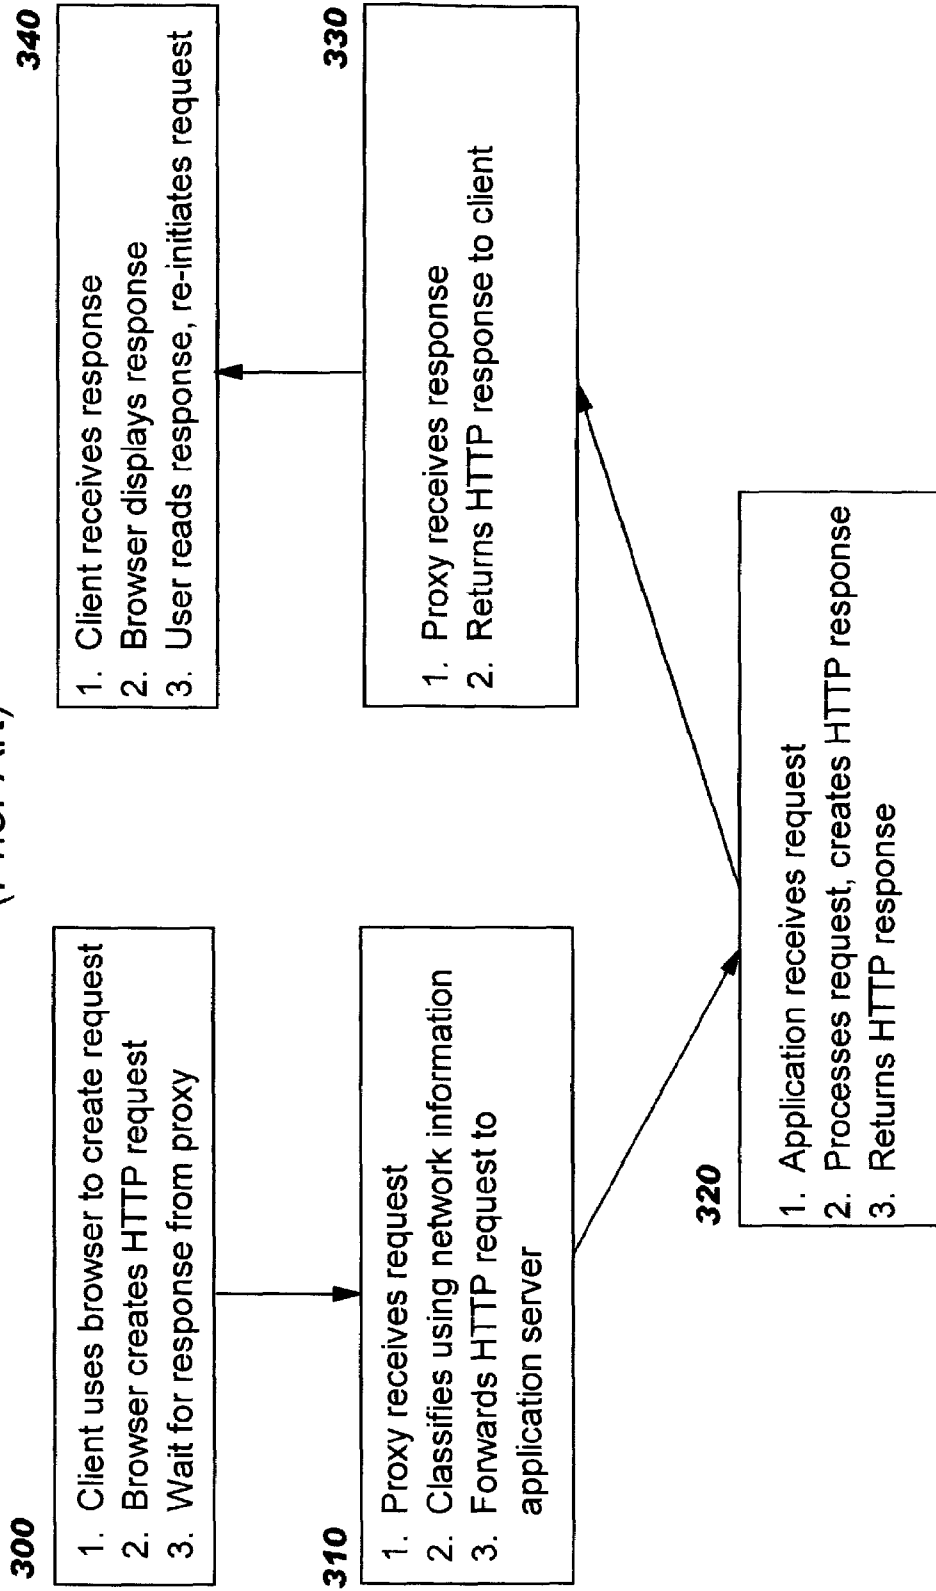 (Prior Art)
300
1. Client uses browser to create request
2. Browser creates HTTP request
3. Wait for response from proxy
310
1. Proxy receives request
2. Classifies using network information
3. Forwards HTTP request to
application server
320
1. Application receives request
2. Processes request, creates HTTP response
3. Returns HTTP response
330
1. Proxy receives response
2. Returns HTTP response to client
340
1. Client receives response
2. Browser displays response
3. User reads response, re-initiates request